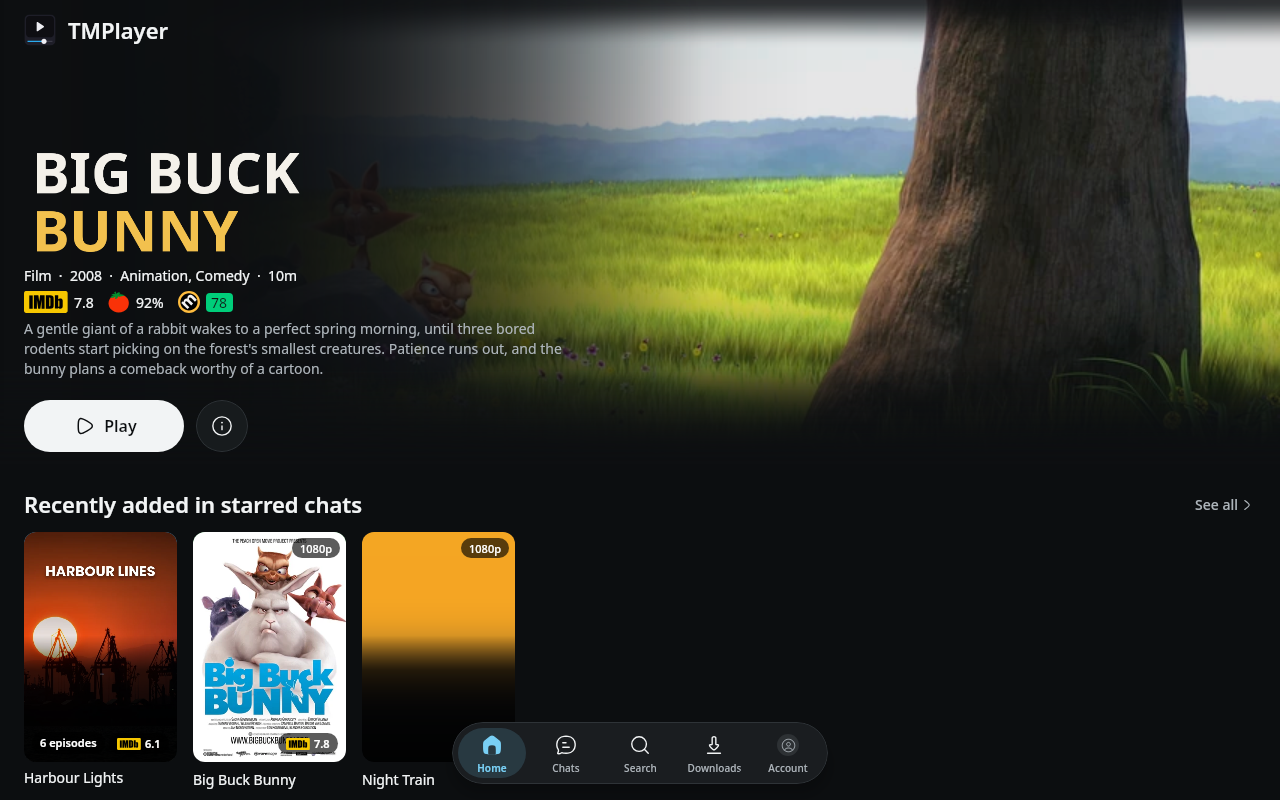 TMPlayer
BIG BUCK
BUNNY
Film · 2008 · Animation, Comedy · 10m
IMDb 7.8 92% 78
A gentle giant of a rabbit wakes to a perfect spring morning, until three bored
rodents start picking on the forest's smallest creatures. Patience runs out, and the
bunny plans a comeback worthy of a cartoon.
Play
Recently added in starred chats
See all
HARBOUR LINES
6 episodes
IMDb 6.1
Harbour Lights
1080p
Big Buck
BUNNY
IMDb 7.8
Big Buck Bunny
1080p
Night Train
Home
Chats
Search
Downloads
Account